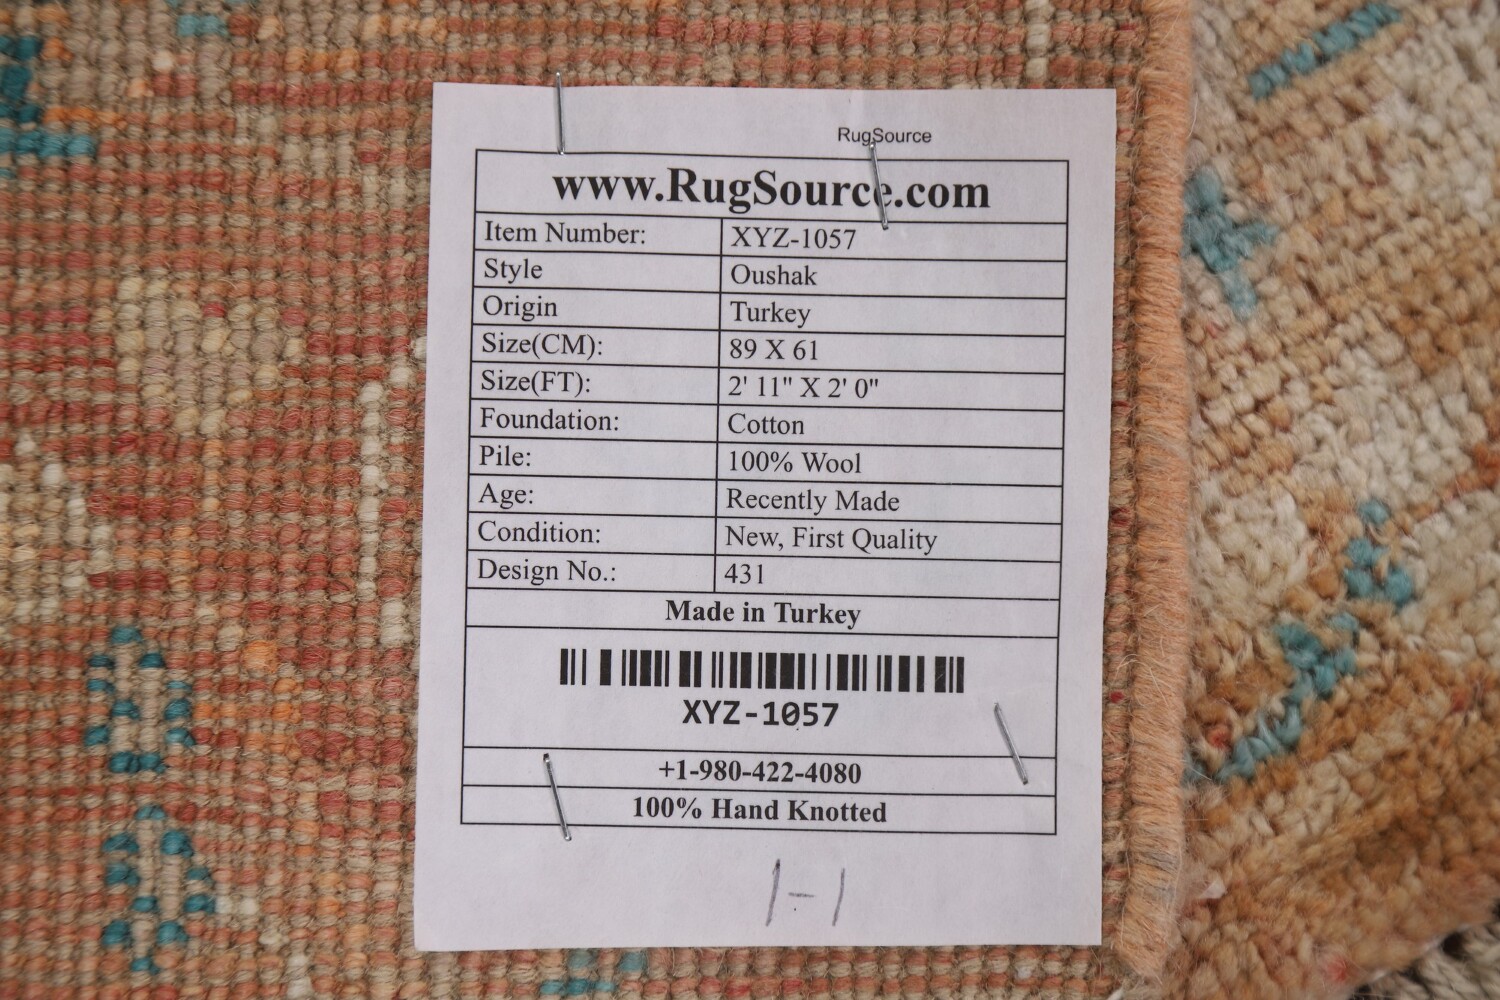 RugSource
www.RugSource.com
Item Number: XYZ-1057
Style Oushak
Origin Turkey
Size(CM): 89 X 61
Size(FT): 2' 11" X 2' 0"
Foundation: Cotton
Pile: 100% Wool
Age: Recently Made
Condition: New, First Quality
Design No.: 431
Made in Turkey
XYZ-1057
+1-980-422-4080
100% Hand Knotted
1-1